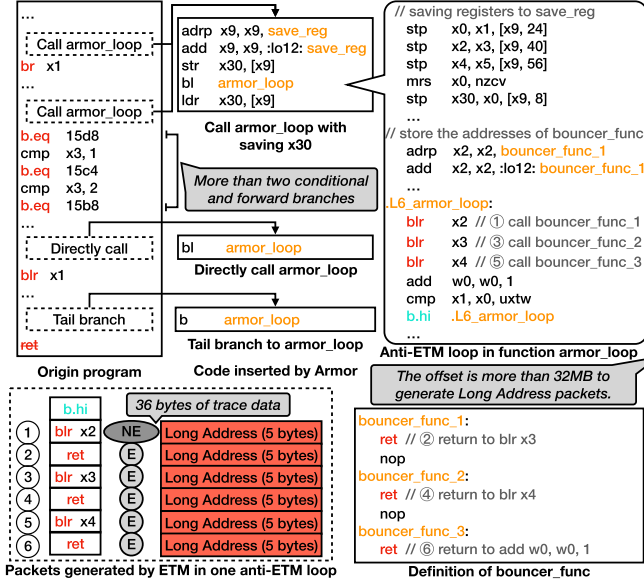 ...
Call armor_loop
br x1
...
Call armor_loop
b.eq 15d8
cmp x3, 1
b.eq 15c4
cmp x3, 2
b.eq 15b8
...
Directly call
blr x1
...
Tail branch
ret
Origin program
adrp x9, x9, save_reg
add x9, x9, :lo12: save_reg
str x30, [x9]
bl armor_loop
ldr x30, [x9]
Call armor_loop with
saving x30
More than two conditional
and forward branches
bl armor_loop
Directly call armor_loop
b armor_loop
Tail branch to armor_loop
Code inserted by Armor
// saving registers to save_reg
stp x0, x1, [x9, 24]
stp x2, x3, [x9, 40]
stp x4, x5, [x9, 56]
mrs x0, nzcv
stp x30, x0, [x9, 8]
...
// store the addresses of bouncer_func
adrp x2, x2, bouncer_func_1
add x2, x2, :lo12: bouncer_func_1
...
.L6_armor_loop:
blr x2 // ① call bouncer_func_1
blr x3 // ③ call bouncer_func_2
blr x4 // ⑤ call bouncer_func_3
add w0, w0, 1
cmp x1, x0, uxtw
b.hi .L6_armor_loop
...
Anti-ETM loop in function armor_loop
The offset is more than 32MB to
generate Long Address packets.
bouncer_func_1:
ret // ② return to blr x3
nop
bouncer_func_2:
ret // ④ return to blr x4
nop
bouncer_func_3:
ret // ⑥ return to add w0, w0, 1
Definition of bouncer_func
36 bytes of trace data
b.hi
1 blr x2 NE Long Address (5 bytes)
2 ret E Long Address (5 bytes)
3 blr x3 E Long Address (5 bytes)
4 ret E Long Address (5 bytes)
5 blr x4 E Long Address (5 bytes)
6 ret E Long Address (5 bytes)
Packets generated by ETM in one anti-ETM loop